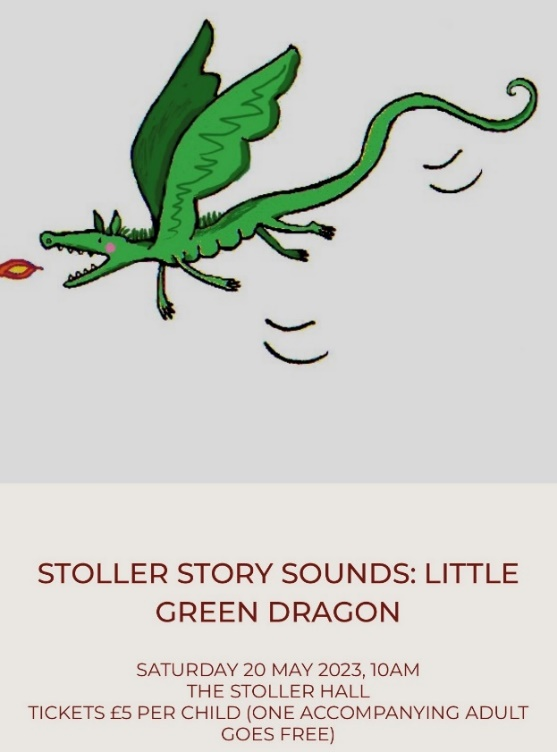 STOLLER STORY SOUNDS: LITTLE
GREEN DRAGON
SATURDAY 20 MAY 2023, 10AM
THE STOLLER HALL
TICKETS £5 PER CHILD (ONE ACCOMPANYING ADULT
GOES FREE)